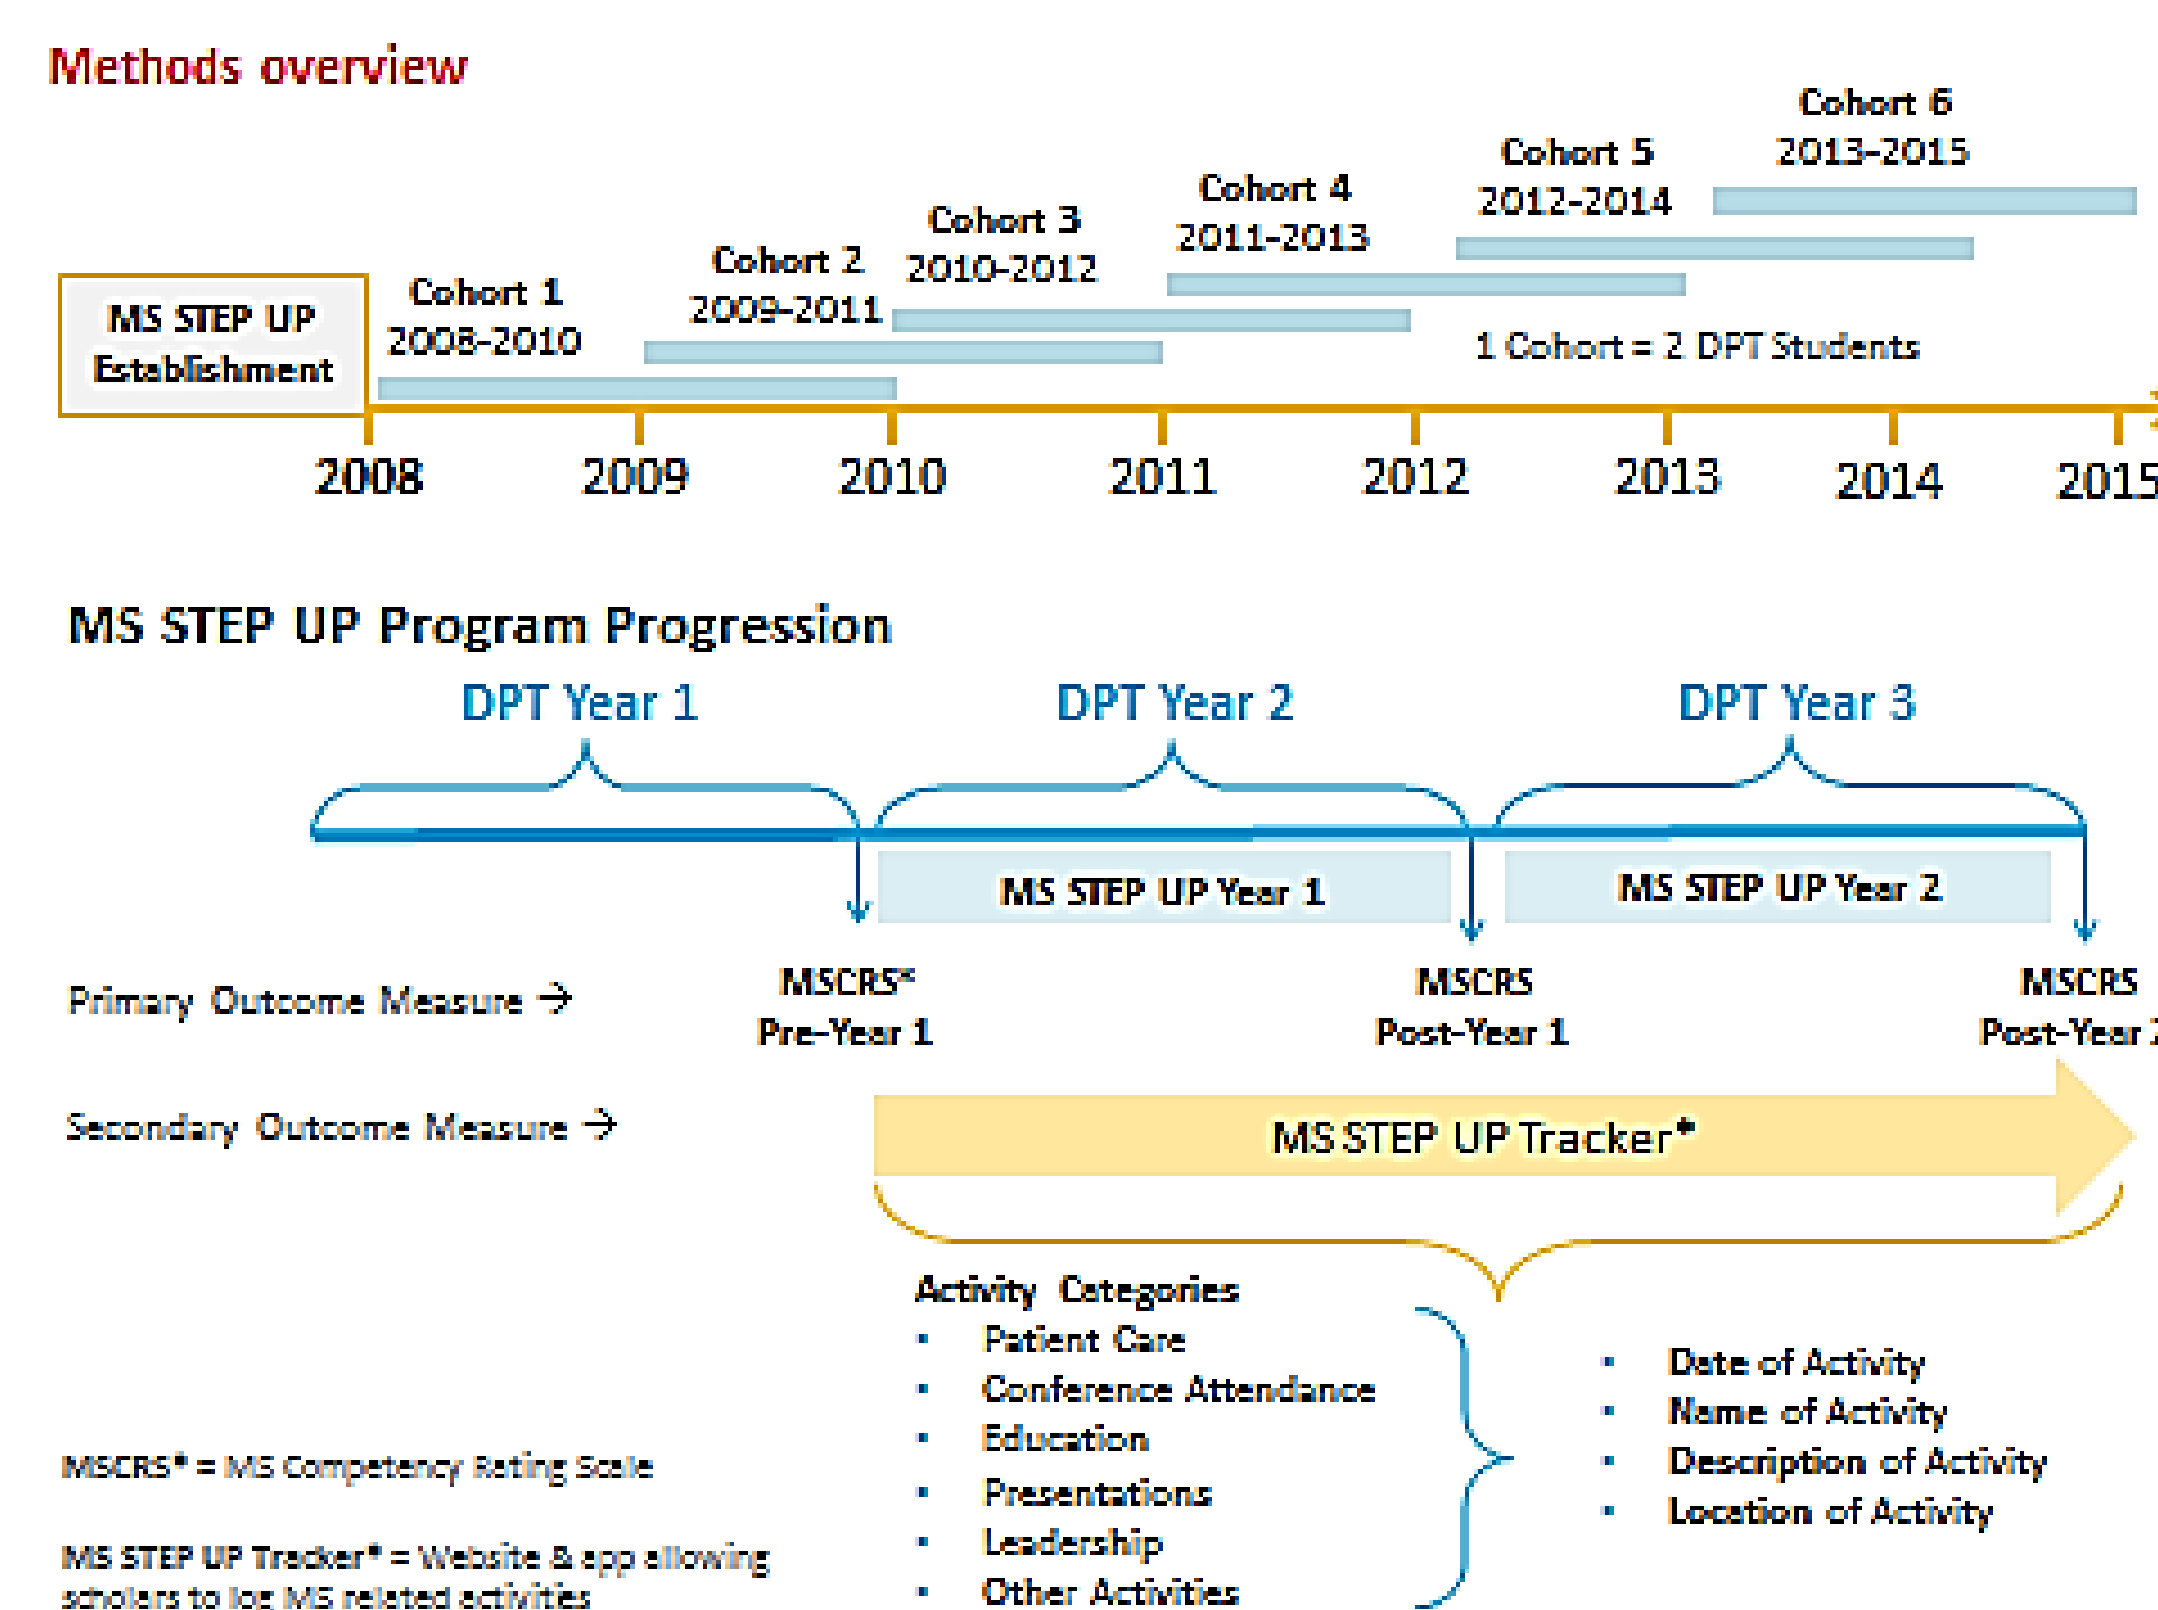 Methods overview
Cohort 6
2013-2015
Cohort 5
2012-2014
Cohort 4
2011-2013
Cohort 3
2010-2012
Cohort 2
2009-2011
Cohort 1
2008-2010
MS STEP UP
Establishment
1 Cohort = 2 DPT Students
2008 2009 2010 2011 2012 2013 2014 2015
MS STEP UP Program Progression
DPT Year 1 DPT Year 2 DPT Year 3
MS STEP UP Year 1 MS STEP UP Year 2
Primary Outcome Measure →
MSCRS*
Pre-Year 1
MSCRS
Post-Year 1
MSCRS
Post-Year 2
Secondary Outcome Measure →
MS STEP UP Tracker*
Activity Categories
▪ Patient Care
▪ Conference Attendance
▪ Education
▪ Presentations
▪ Leadership
▪ Other Activities
▪ Date of Activity
▪ Name of Activity
▪ Description of Activity
▪ Location of Activity
MSCRS* = MS Competency Rating Scale
MS STEP UP Tracker* = Website & app allowing
scholars to log MS related activities